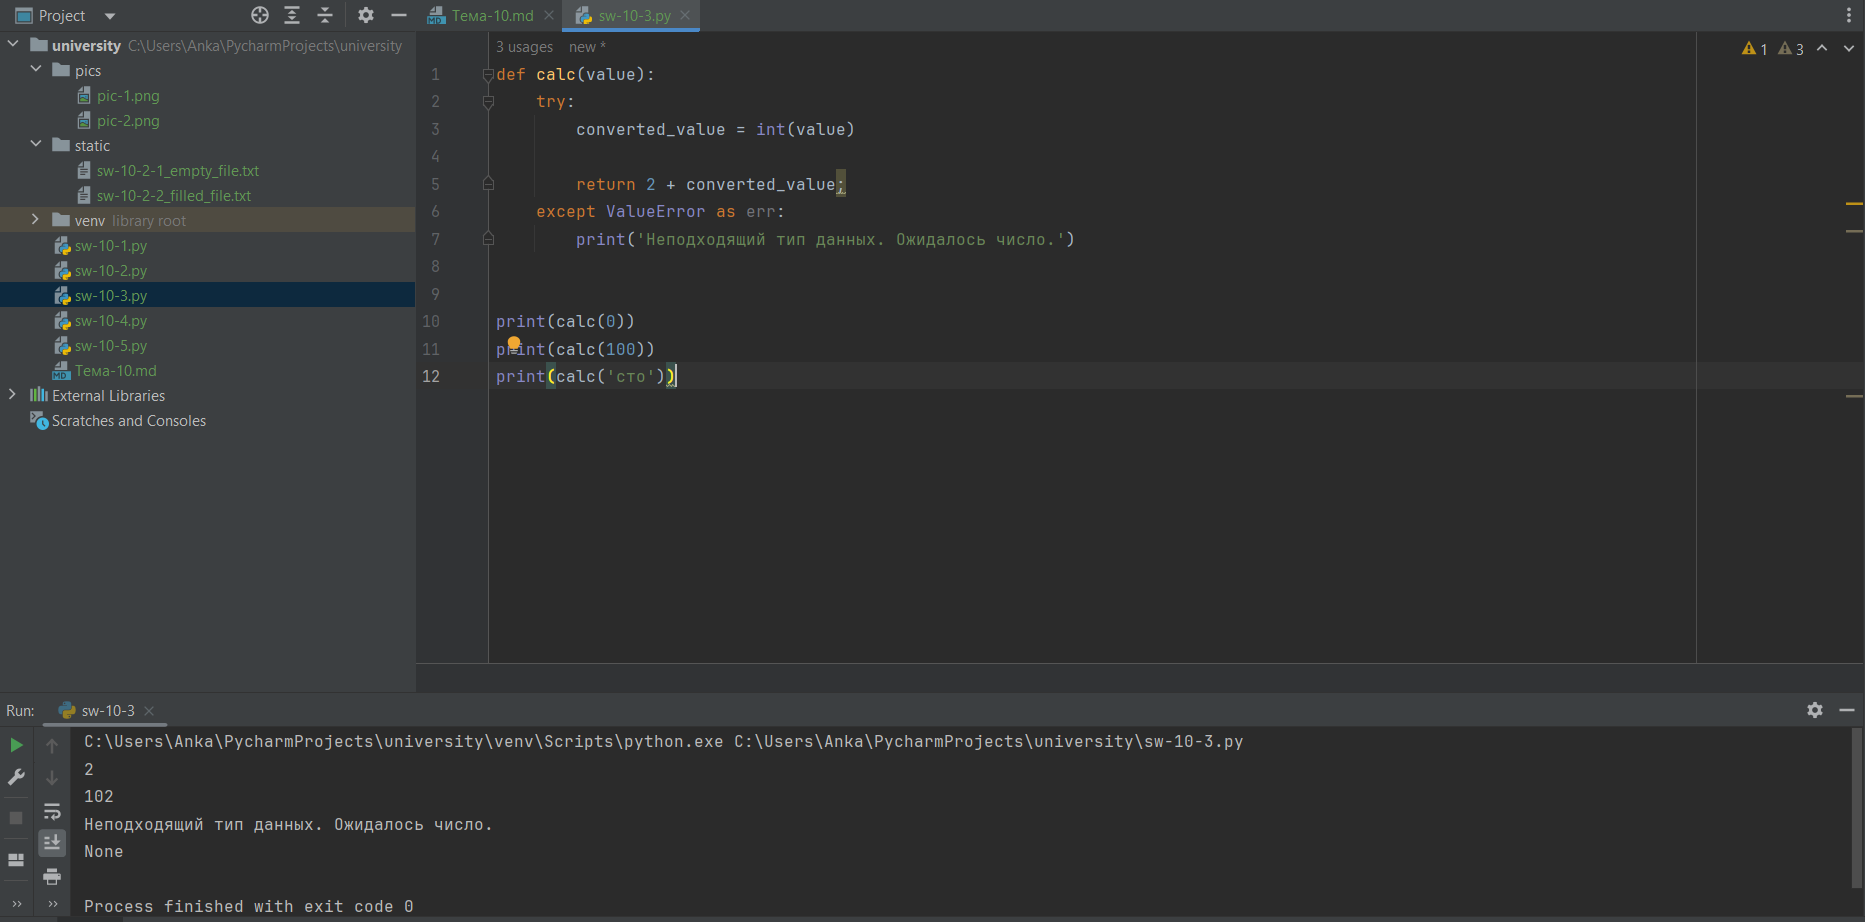 Project
Тема-10.md
sw-10-3.py
university C:\Users\Anka\PycharmProjects\university
pics
pic-1.png
pic-2.png
static
sw-10-2-1_empty_file.txt
sw-10-2-2_filled_file.txt
venv library root
sw-10-1.py
sw-10-2.py
sw-10-3.py
sw-10-4.py
sw-10-5.py
MD Тема-10.md
External Libraries
Scratches and Consoles
3 usages new *
1 3
1 def calc(value):
2 try:
3 converted_value = int(value)
4
5 return 2 + converted_value;
6 except ValueError as err:
7 print('Неподходящий тип данных. Ожидалось число.')
8
9
10 print(calc(0))
11 print(calc(100))
12 print(calc('сто'))
Run: sw-10-3
C:\Users\Anka\PycharmProjects\university\venv\Scripts\python.exe C:\Users\Anka\PycharmProjects\university\sw-10-3.py
2
102
Неподходящий тип данных. Ожидалось число.
None
Process finished with exit code 0